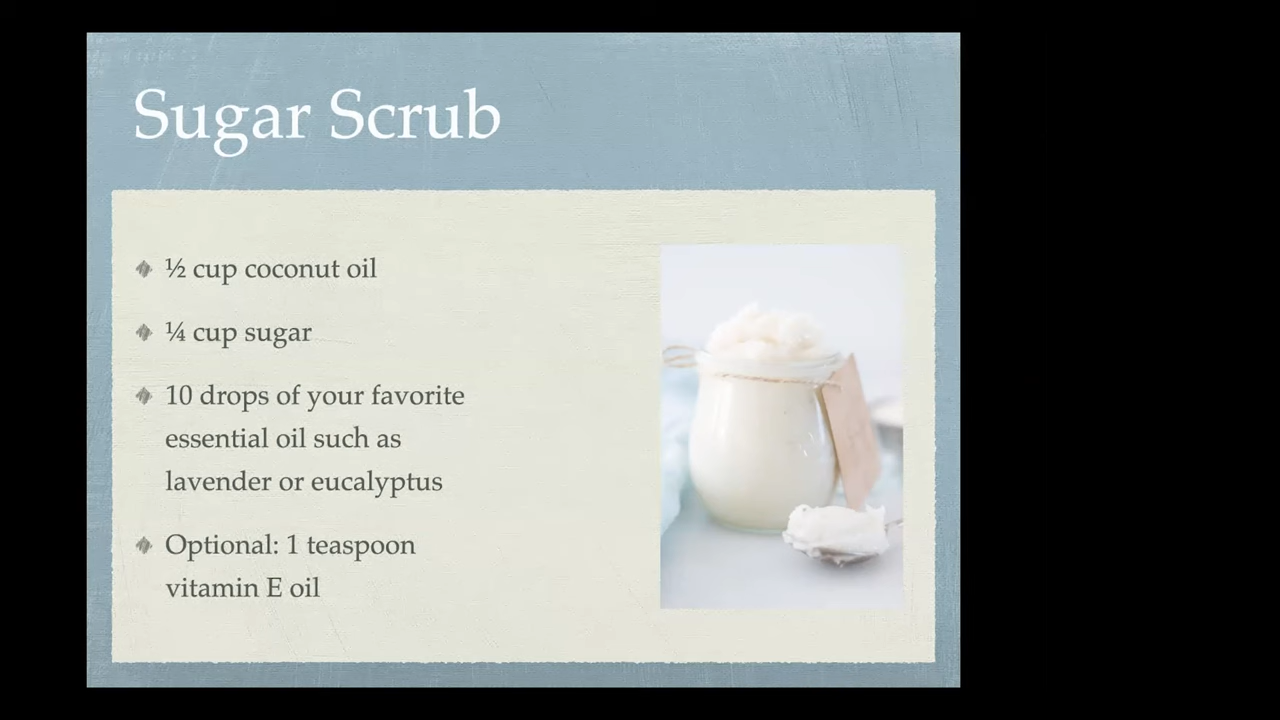 Sugar Scrub
½ cup coconut oil
¼ cup sugar
10 drops of your favorite
essential oil such as
lavender or eucalyptus
Optional: 1 teaspoon
vitamin E oil